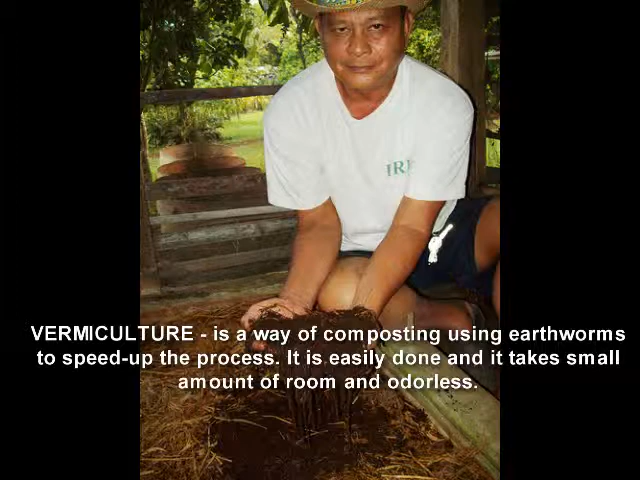 IRRI
VERMICULTURE - is a way of composting using earthworms
to speed-up the process. It is easily done and it takes small
amount of room and odorless.